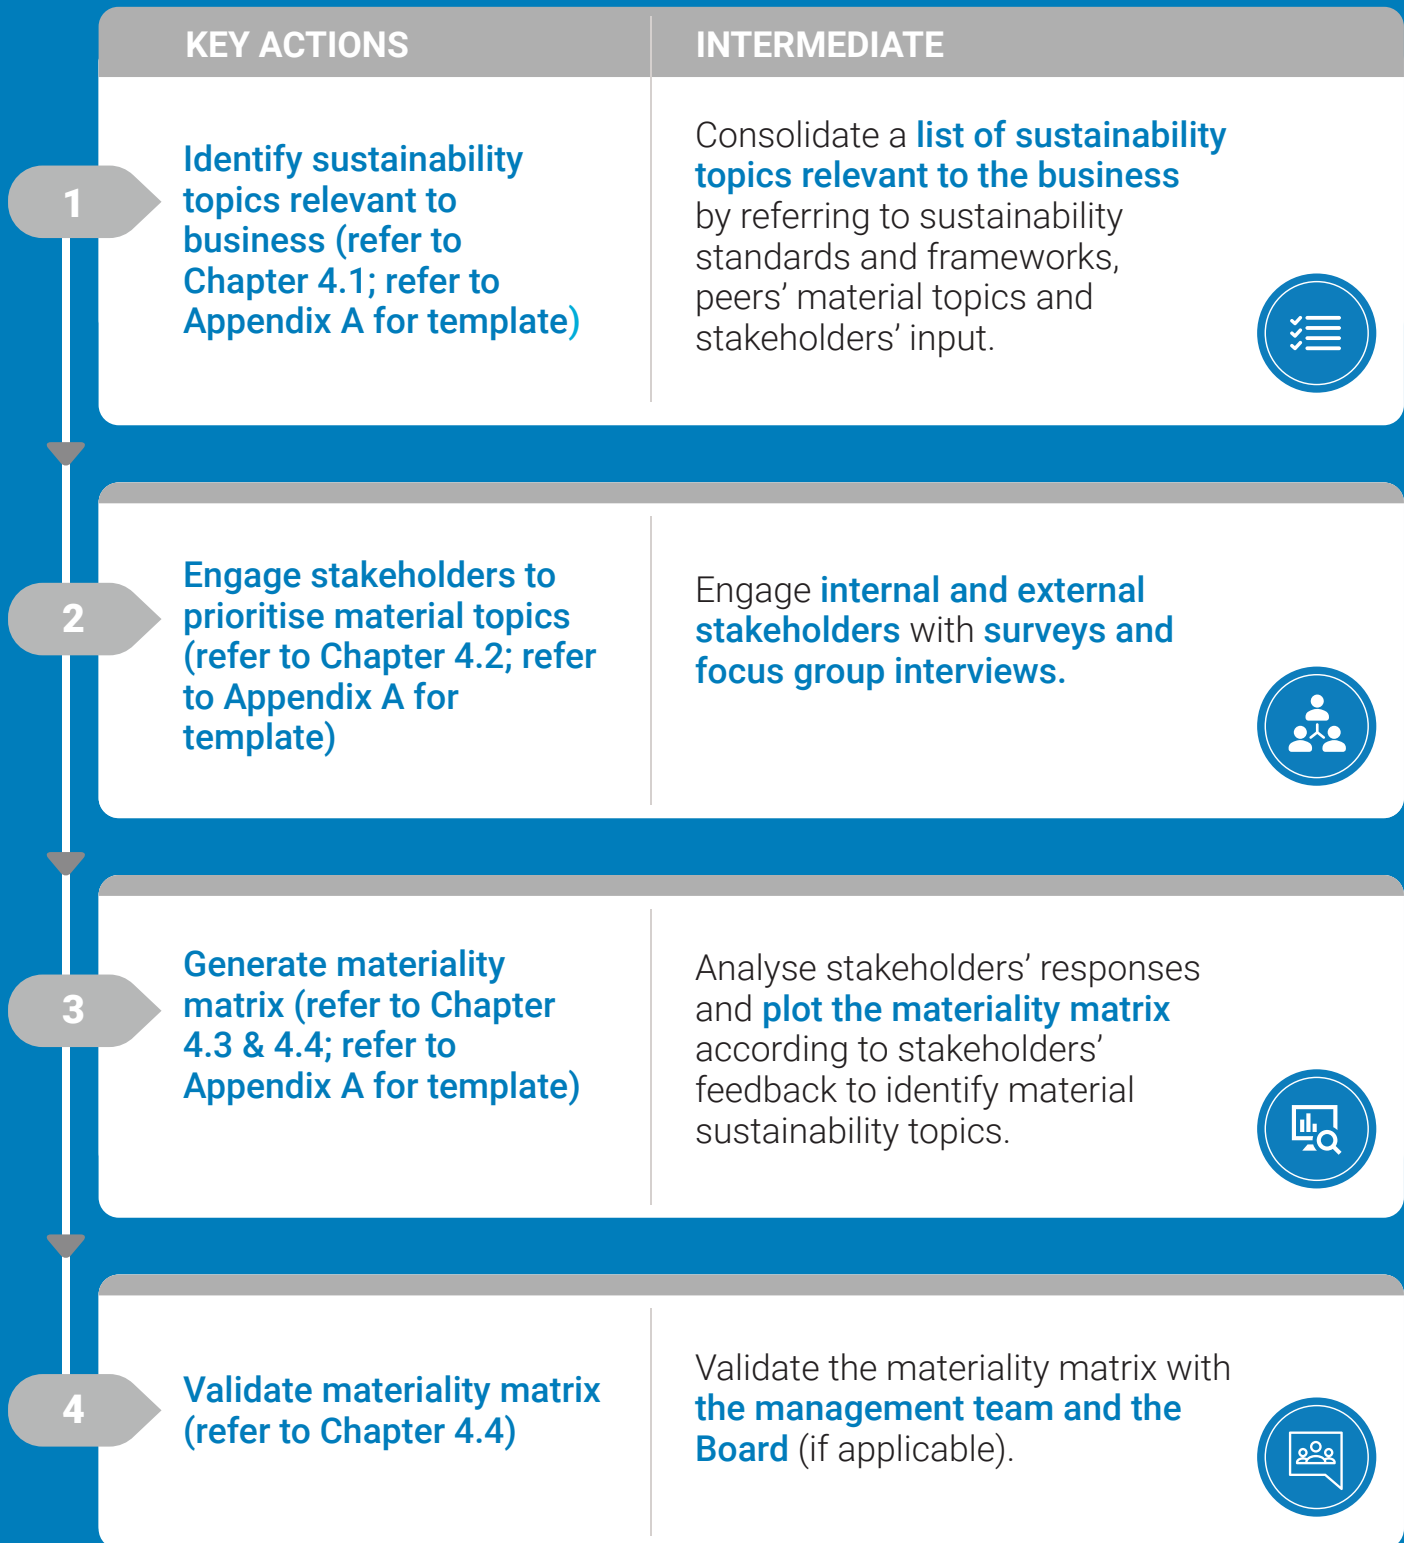 KEY ACTIONS
INTERMEDIATE
1
Identify sustainability
topics relevant to
business (refer to
Chapter 4.1; refer to
Appendix A for template)
Consolidate a list of sustainability
topics relevant to the business
by referring to sustainability
standards and frameworks,
peers’ material topics and
stakeholders’ input.
2
Engage stakeholders to
prioritise material topics
(refer to Chapter 4.2; refer
to Appendix A for
template)
Engage internal and external
stakeholders with surveys and
focus group interviews.
3
Generate materiality
matrix (refer to Chapter
4.3 & 4.4; refer to
Appendix A for template)
Analyse stakeholders’ responses
and plot the materiality matrix
according to stakeholders’
feedback to identify material
sustainability topics.
4
Validate materiality matrix
(refer to Chapter 4.4)
Validate the materiality matrix with
the management team and the
Board (if applicable).